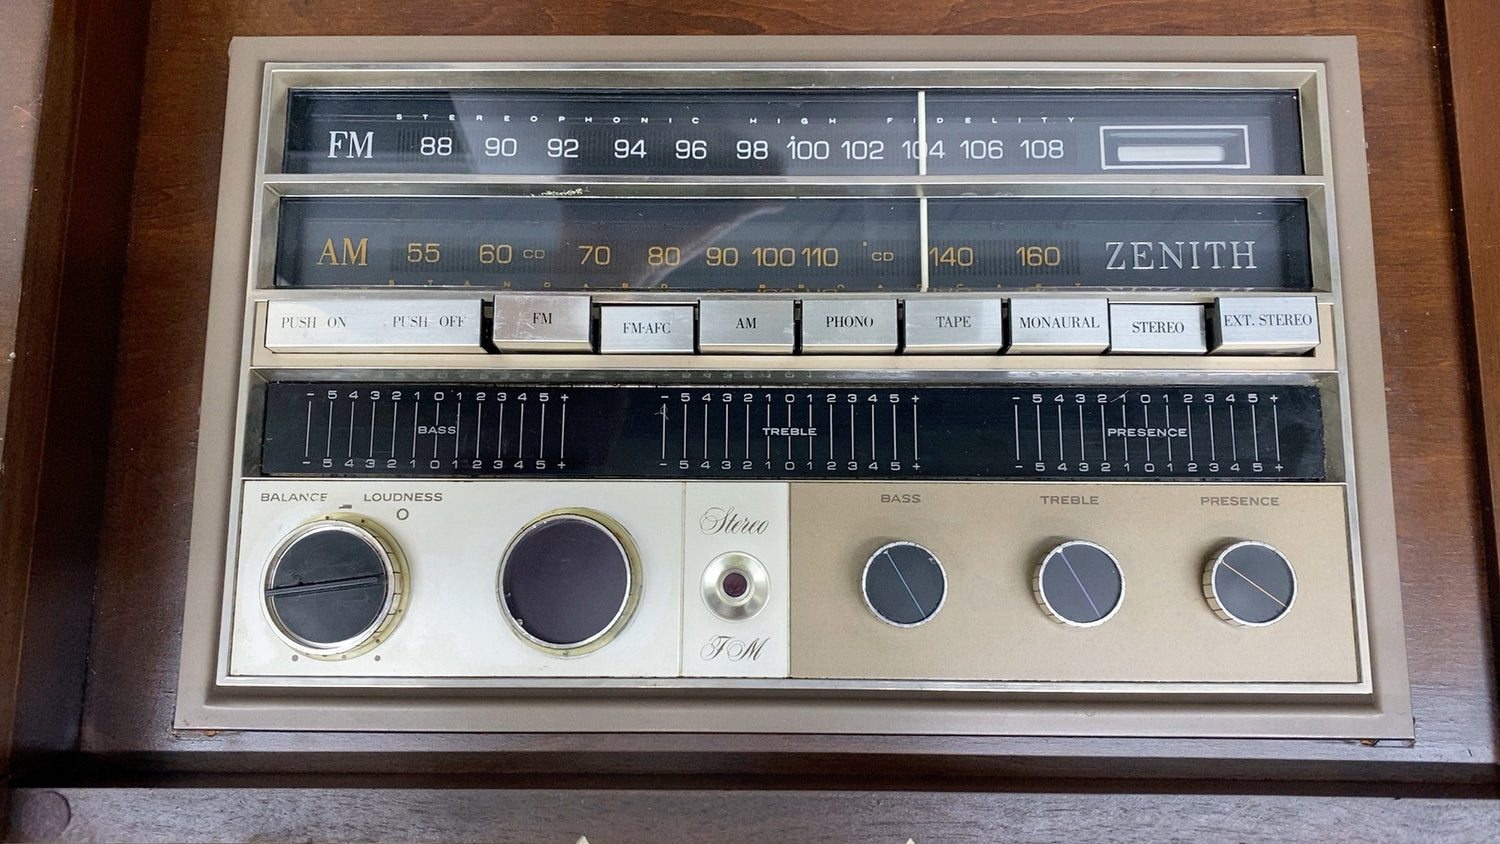 STEREOPHONIC HIGH FIDELITY
FM 88 90 92 94 96 98 100 102 104 106 108
AM 55 60 CD 70 80 90 100 110 CD 140 160 ZENITH
PUSH ON PUSH OFF FM FM-AFC AM PHONO TAPE MONAURAL STEREO EXT. STEREO
- 5 4 3 2 1 0 1 2 3 4 5 + - 5 4 3 2 1 0 1 2 3 4 5 + - 5 4 3 2 1 0 1 2 3 4 5 +
BASS TREBLE PRESENCE
- 5 4 3 2 1 0 1 2 3 4 5 + - 5 4 3 2 1 0 1 2 3 4 5 + - 5 4 3 2 1 0 1 2 3 4 5 +
BALANCE LOUDNESS BASS TREBLE PRESENCE
Stereo
FM